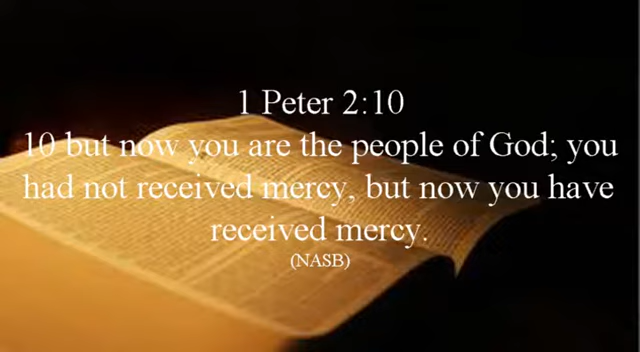 1 Peter 2:10
10 but now you are the people of God; you
had not received mercy, but now you have
received mercy.
(NASB)